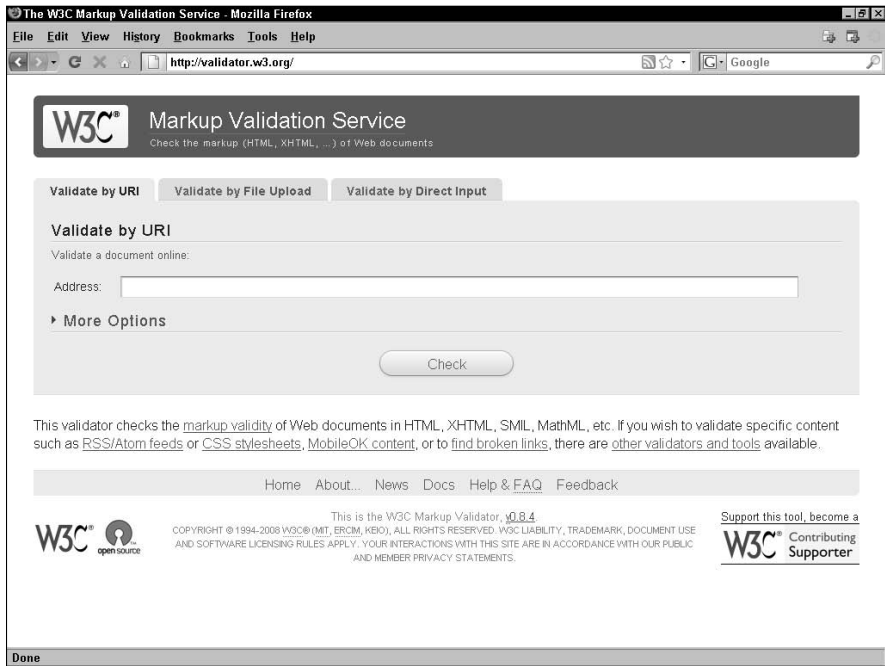 The W3C Markup Validation Service - Mozilla Firefox
File Edit View History Bookmarks Tools Help
http://validator.w3.org/ G Google
W3C® Markup Validation Service
Check the markup (HTML, XHTML, ...) of Web documents
Validate by URI Validate by File Upload Validate by Direct Input
Validate by URI
Validate a document online:
Address:
More Options
Check
This validator checks the markup validity of Web documents in HTML, XHTML, SMIL, MathML, etc. If you wish to validate specific content
such as RSS/Atom feeds or CSS stylesheets, MobileOK content, or to find broken links, there are other validators and tools available.
Home About... News Docs Help & FAQ Feedback
W3C® open source
This is the W3C Markup Validator, v0.8.4
COPYRIGHT © 1994-2008 W3C® (MIT, ERCIM, KEIO), ALL RIGHTS RESERVED. W3C LIABILITY, TRADEMARK, DOCUMENT USE
AND SOFTWARE LICENSING RULES APPLY. YOUR INTERACTIONS WITH THIS SITE ARE IN ACCORDANCE WITH OUR PUBLIC
AND MEMBER PRIVACY STATEMENTS.
Support this tool, become a
W3C® Contributing
Supporter
Done